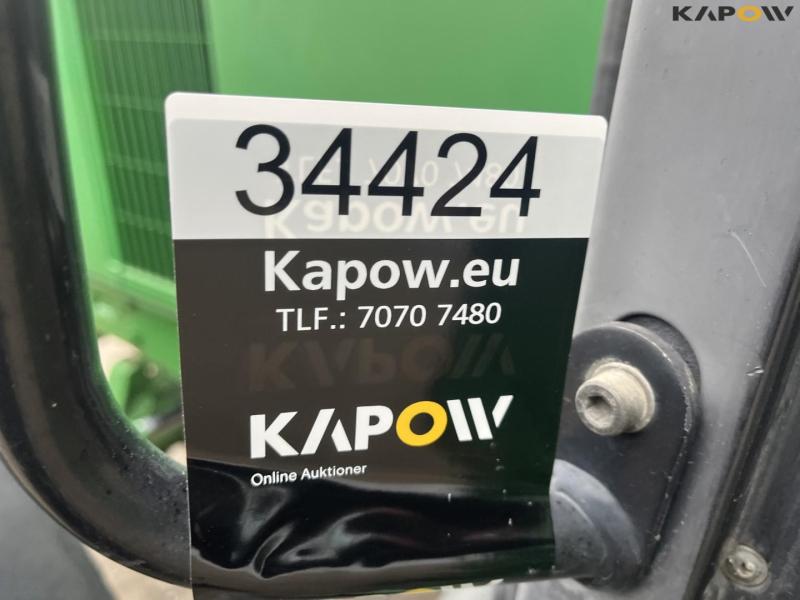 KAPOW
34424
Kapow.eu
TLF.: 7070 7480
KAPOW
Online Auktioner